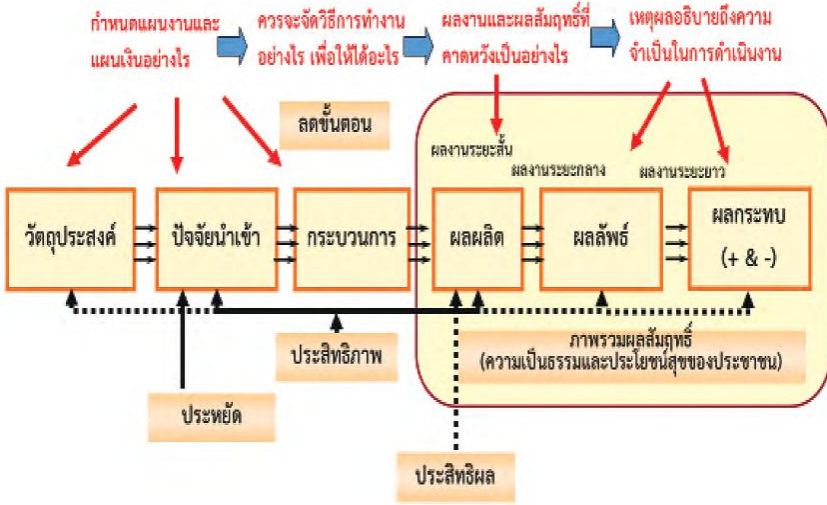 กำหนดแผนงานและ
แผนเงินอย่างไร
ควรจะจัดวิธีการทำงาน
อย่างไร เพื่อให้ได้อะไร
ผลงานและผลสัมฤทธิ์ที่
คาดหวังเป็นอย่างไร
เหตุผลอธิบายถึงความ
จำเป็นในการดำเนินงาน
ลดขั้นตอน
ผลงานระยะสั้น
ผลงานระยะกลาง
ผลงานระยะยาว
วัตถุประสงค์
ปัจจัยนำเข้า
กระบวนการ
ผลผลิต
ผลลัพธ์
ผลกระทบ
(+ & -)
ประสิทธิภาพ
ภาพรวมผลสัมฤทธิ์
(ความเป็นธรรมและประโยชน์สุขของประชาชน)
ประหยัด
ประสิทธิผล